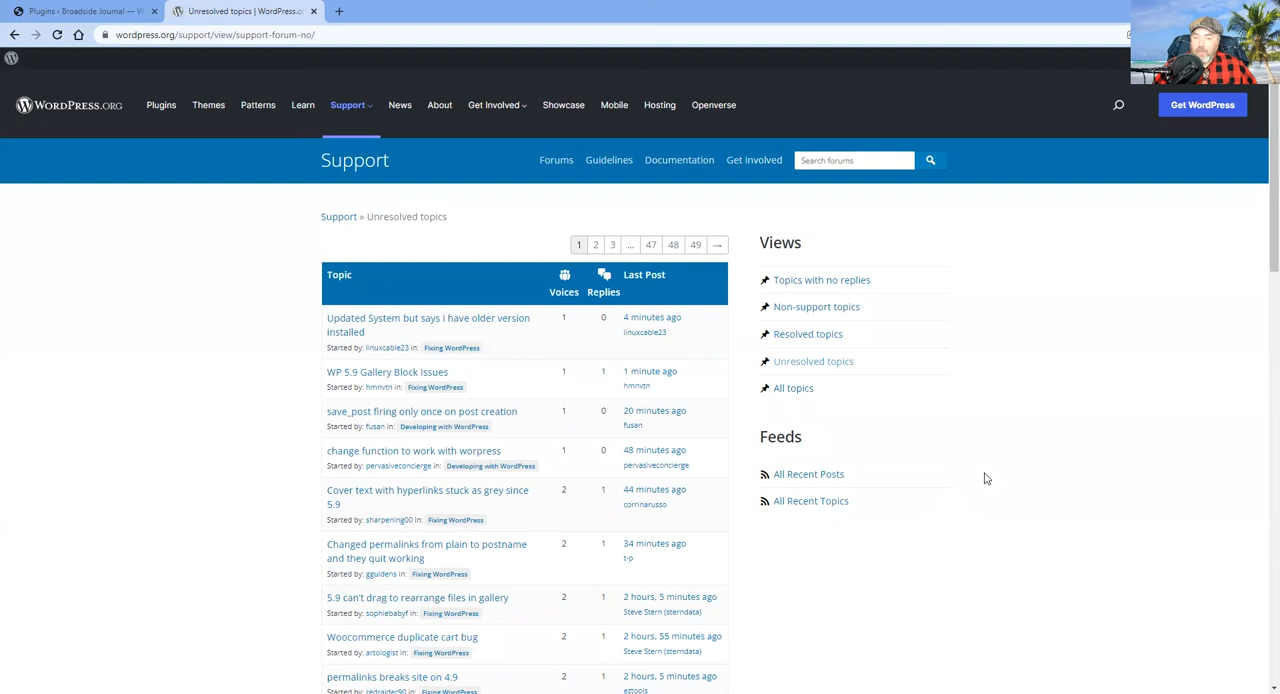 Plugins ‹ Broadside Journal — W
Unresolved topics | WordPress.o
wordpress.org/support/view/support-forum-no/
WORDPRESS.ORG
Plugins Themes Patterns Learn Support News About Get Involved Showcase Mobile Hosting Openverse
Get WordPress
Support
Forums Guidelines Documentation Get Involved
Search forums
Support » Unresolved topics
1 2 3 … 47 48 49 →
Topic Voices Replies Last Post
Updated System but says I have older version
installed
1 0 4 minutes ago
linuxcable23
Started by: linuxcable23 in: Fixing WordPress
WP 5.9 Gallery Block Issues 1 1 1 minute ago
Started by: hmnvtn in: Fixing WordPress hmnvtn
save_post firing only once on post creation 1 0 20 minutes ago
Started by: fusan in: Developing with WordPress fusan
change function to work with worpress 1 0 48 minutes ago
Started by: pervasiveconcierge in: Developing with WordPress pervasiveconcierge
Cover text with hyperlinks stuck as grey since
5.9
2 1 44 minutes ago
corrinarusso
Started by: sharpening00 in: Fixing WordPress
Changed permalinks from plain to postname
and they quit working
2 1 34 minutes ago
t-p
Started by: gguidens in: Fixing WordPress
5.9 can't drag to rearrange files in gallery 2 1 2 hours, 5 minutes ago
Started by: sophiebabyf in: Fixing WordPress Steve Stern (sterndata)
Woocommerce duplicate cart bug 2 1 2 hours, 55 minutes ago
Started by: artologist in: Fixing WordPress Steve Stern (sterndata)
permalinks breaks site on 4.9 2 1 2 hours, 5 minutes ago
Started by: redraider90 in: Fixing WordPress eztools
Views
Topics with no replies
Non-support topics
Resolved topics
Unresolved topics
All topics
Feeds
All Recent Posts
All Recent Topics